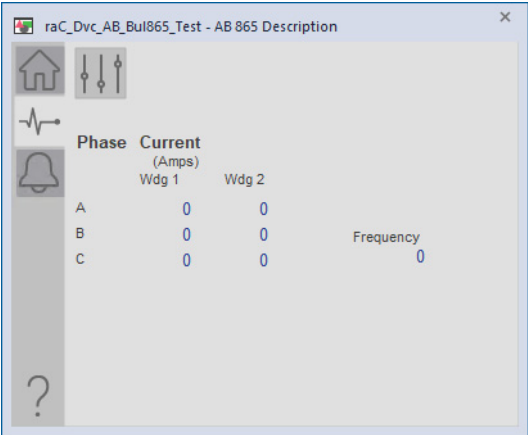 raC_Dvc_AB_Bul865_Test - AB 865 Description
Phase Current
(Amps)
Wdg 1 Wdg 2
A 0 0
B 0 0
Frequency
C 0 0
0
?